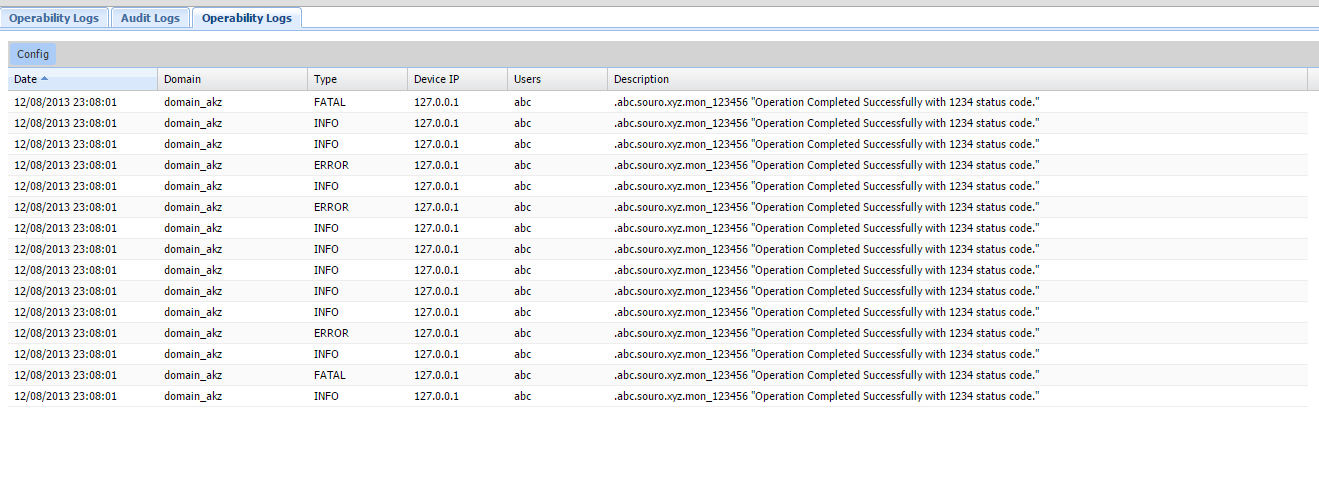 Operability Logs Audit Logs Operability Logs
Config
Date Domain Type Device IP Users Description
12/08/2013 23:08:01 domain_akz FATAL 127.0.0.1 abc .abc.souro.xyz.mon_123456 "Operation Completed Successfully with 1234 status code."
12/08/2013 23:08:01 domain_akz INFO 127.0.0.1 abc .abc.souro.xyz.mon_123456 "Operation Completed Successfully with 1234 status code."
12/08/2013 23:08:01 domain_akz INFO 127.0.0.1 abc .abc.souro.xyz.mon_123456 "Operation Completed Successfully with 1234 status code."
12/08/2013 23:08:01 domain_akz ERROR 127.0.0.1 abc .abc.souro.xyz.mon_123456 "Operation Completed Successfully with 1234 status code."
12/08/2013 23:08:01 domain_akz INFO 127.0.0.1 abc .abc.souro.xyz.mon_123456 "Operation Completed Successfully with 1234 status code."
12/08/2013 23:08:01 domain_akz ERROR 127.0.0.1 abc .abc.souro.xyz.mon_123456 "Operation Completed Successfully with 1234 status code."
12/08/2013 23:08:01 domain_akz INFO 127.0.0.1 abc .abc.souro.xyz.mon_123456 "Operation Completed Successfully with 1234 status code."
12/08/2013 23:08:01 domain_akz INFO 127.0.0.1 abc .abc.souro.xyz.mon_123456 "Operation Completed Successfully with 1234 status code."
12/08/2013 23:08:01 domain_akz INFO 127.0.0.1 abc .abc.souro.xyz.mon_123456 "Operation Completed Successfully with 1234 status code."
12/08/2013 23:08:01 domain_akz INFO 127.0.0.1 abc .abc.souro.xyz.mon_123456 "Operation Completed Successfully with 1234 status code."
12/08/2013 23:08:01 domain_akz INFO 127.0.0.1 abc .abc.souro.xyz.mon_123456 "Operation Completed Successfully with 1234 status code."
12/08/2013 23:08:01 domain_akz ERROR 127.0.0.1 abc .abc.souro.xyz.mon_123456 "Operation Completed Successfully with 1234 status code."
12/08/2013 23:08:01 domain_akz INFO 127.0.0.1 abc .abc.souro.xyz.mon_123456 "Operation Completed Successfully with 1234 status code."
12/08/2013 23:08:01 domain_akz FATAL 127.0.0.1 abc .abc.souro.xyz.mon_123456 "Operation Completed Successfully with 1234 status code."
12/08/2013 23:08:01 domain_akz INFO 127.0.0.1 abc .abc.souro.xyz.mon_123456 "Operation Completed Successfully with 1234 status code."